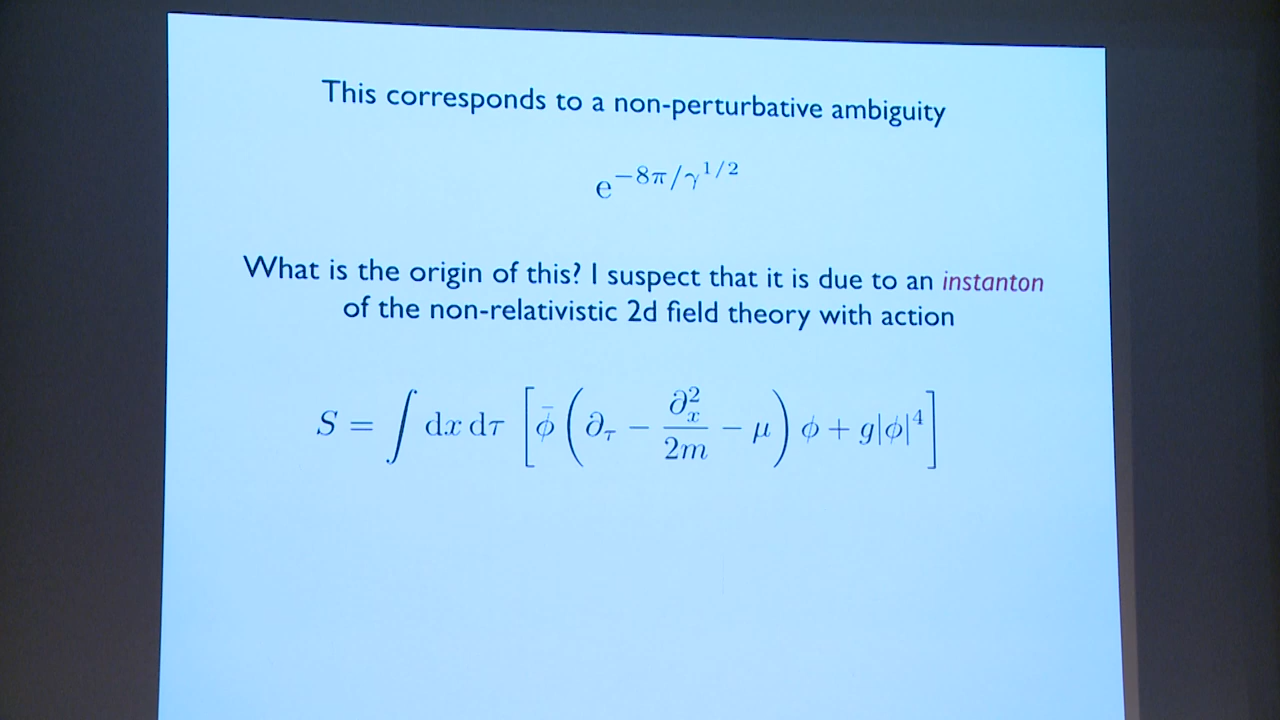 This corresponds to a non-perturbative ambiguity
e^{-8π/γ^{1/2}}
What is the origin of this? I suspect that it is due to an instanton
of the non-relativistic 2d field theory with action
S = ∫ dx dτ [ϕ̄ (∂_τ − ∂_x^2/2m − μ) ϕ + g|ϕ|^4]